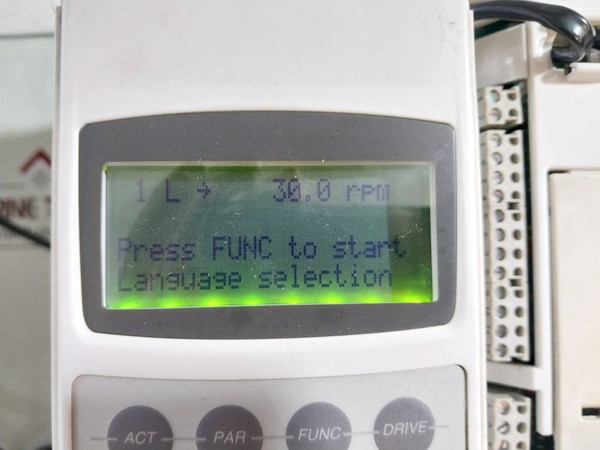 1 L → 30.0 rpm
Press FUNC to start
Language selection
ACT PAR FUNC DRIVE